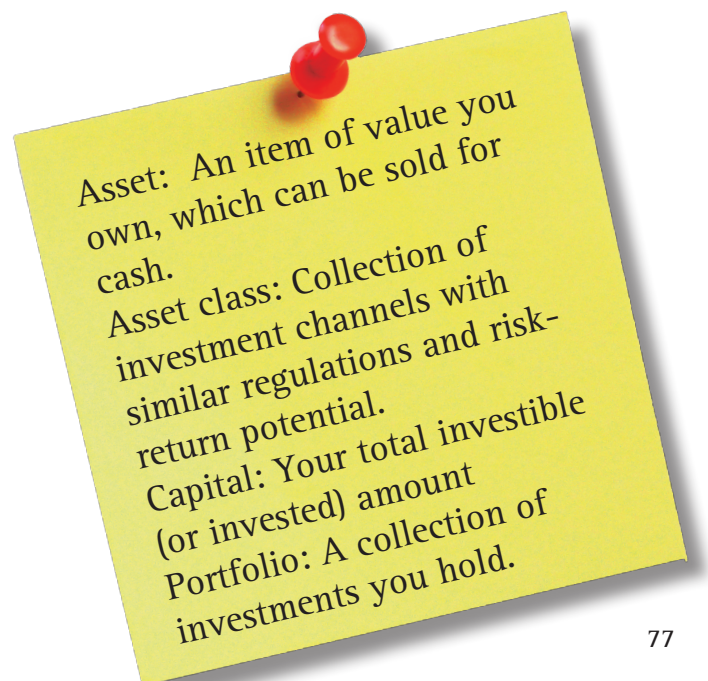 Asset:  An item of value you
own, which can be sold for
cash.
Asset class: Collection of
investment channels with
similar regulations and risk-
return potential.
Capital: Your total investible
(or invested) amount
Portfolio: A collection of
investments you hold.
77